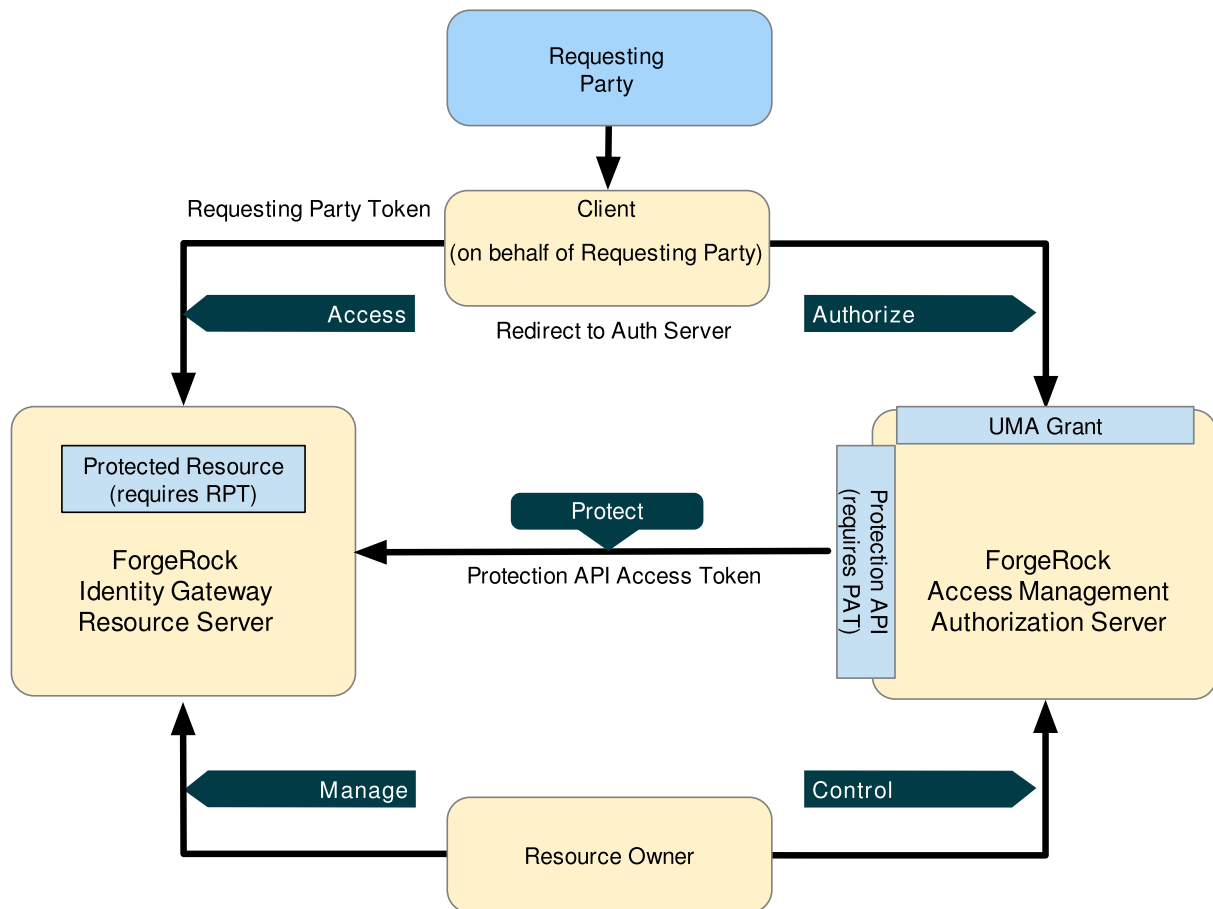 Requesting
Party
Requesting Party Token
Client
(on behalf of Requesting Party)
Access
Authorize
Redirect to Auth Server
UMA Grant
Protected Resource
(requires RPT)
Protect
Protection API
(requires PAT)
ForgeRock
Identity Gateway
Resource Server
Protection API Access Token
ForgeRock
Access Management
Authorization Server
Manage
Control
Resource Owner